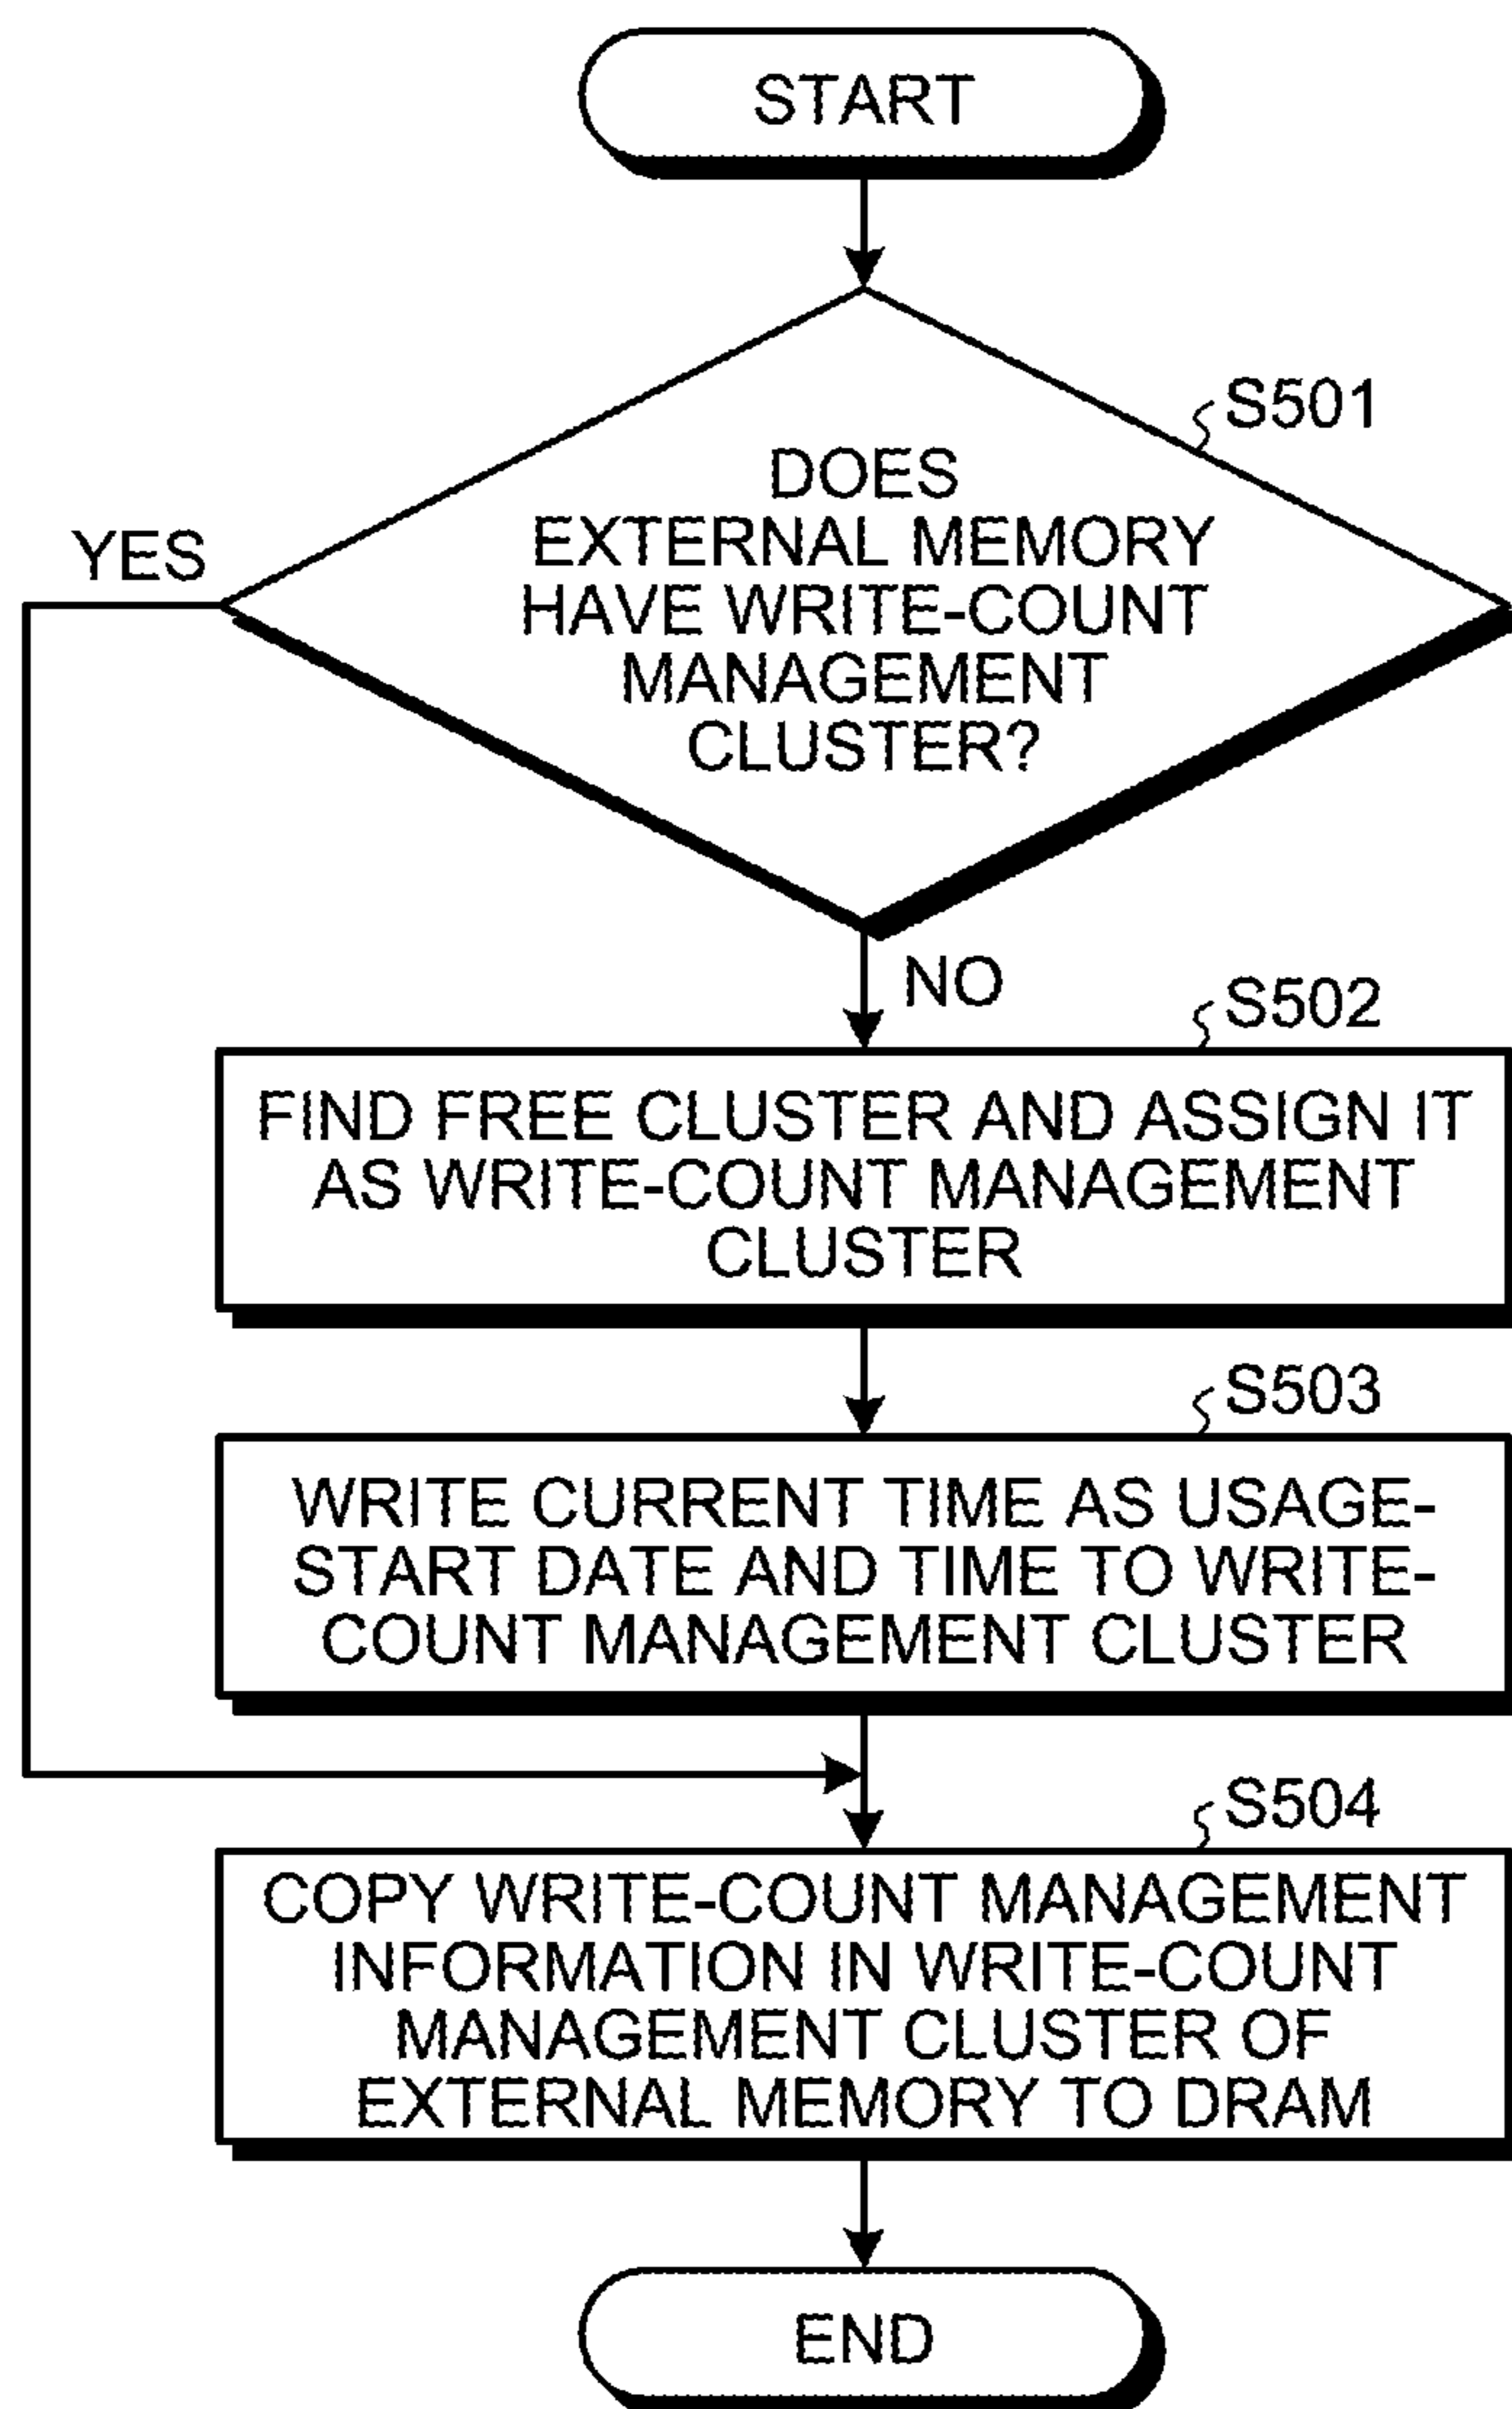 START
S501
DOES
EXTERNAL MEMORY
HAVE WRITE-COUNT
MANAGEMENT
CLUSTER?
YES
NO
S502
FIND FREE CLUSTER AND ASSIGN IT
AS WRITE-COUNT MANAGEMENT
CLUSTER
S503
WRITE CURRENT TIME AS USAGE-
START DATE AND TIME TO WRITE-
COUNT MANAGEMENT CLUSTER
S504
COPY WRITE-COUNT MANAGEMENT
INFORMATION IN WRITE-COUNT
MANAGEMENT CLUSTER OF
EXTERNAL MEMORY TO DRAM
END